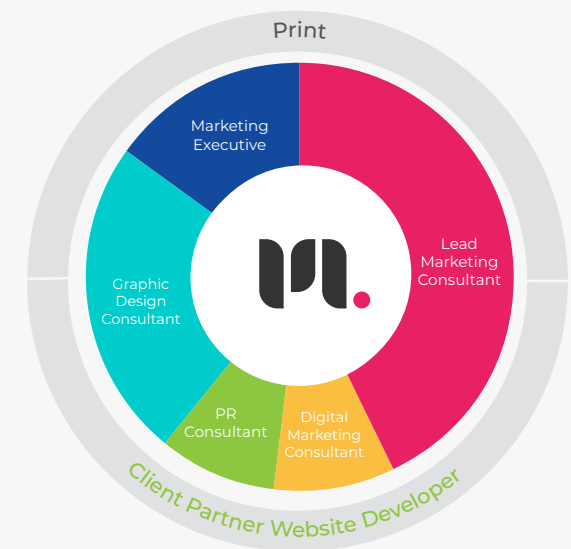 Print
Marketing
Executive
Lead
Marketing
Consultant
Graphic
Design
Consultant
PR
Consultant
Digital
Marketing
Consultant
Client Partner Website Developer